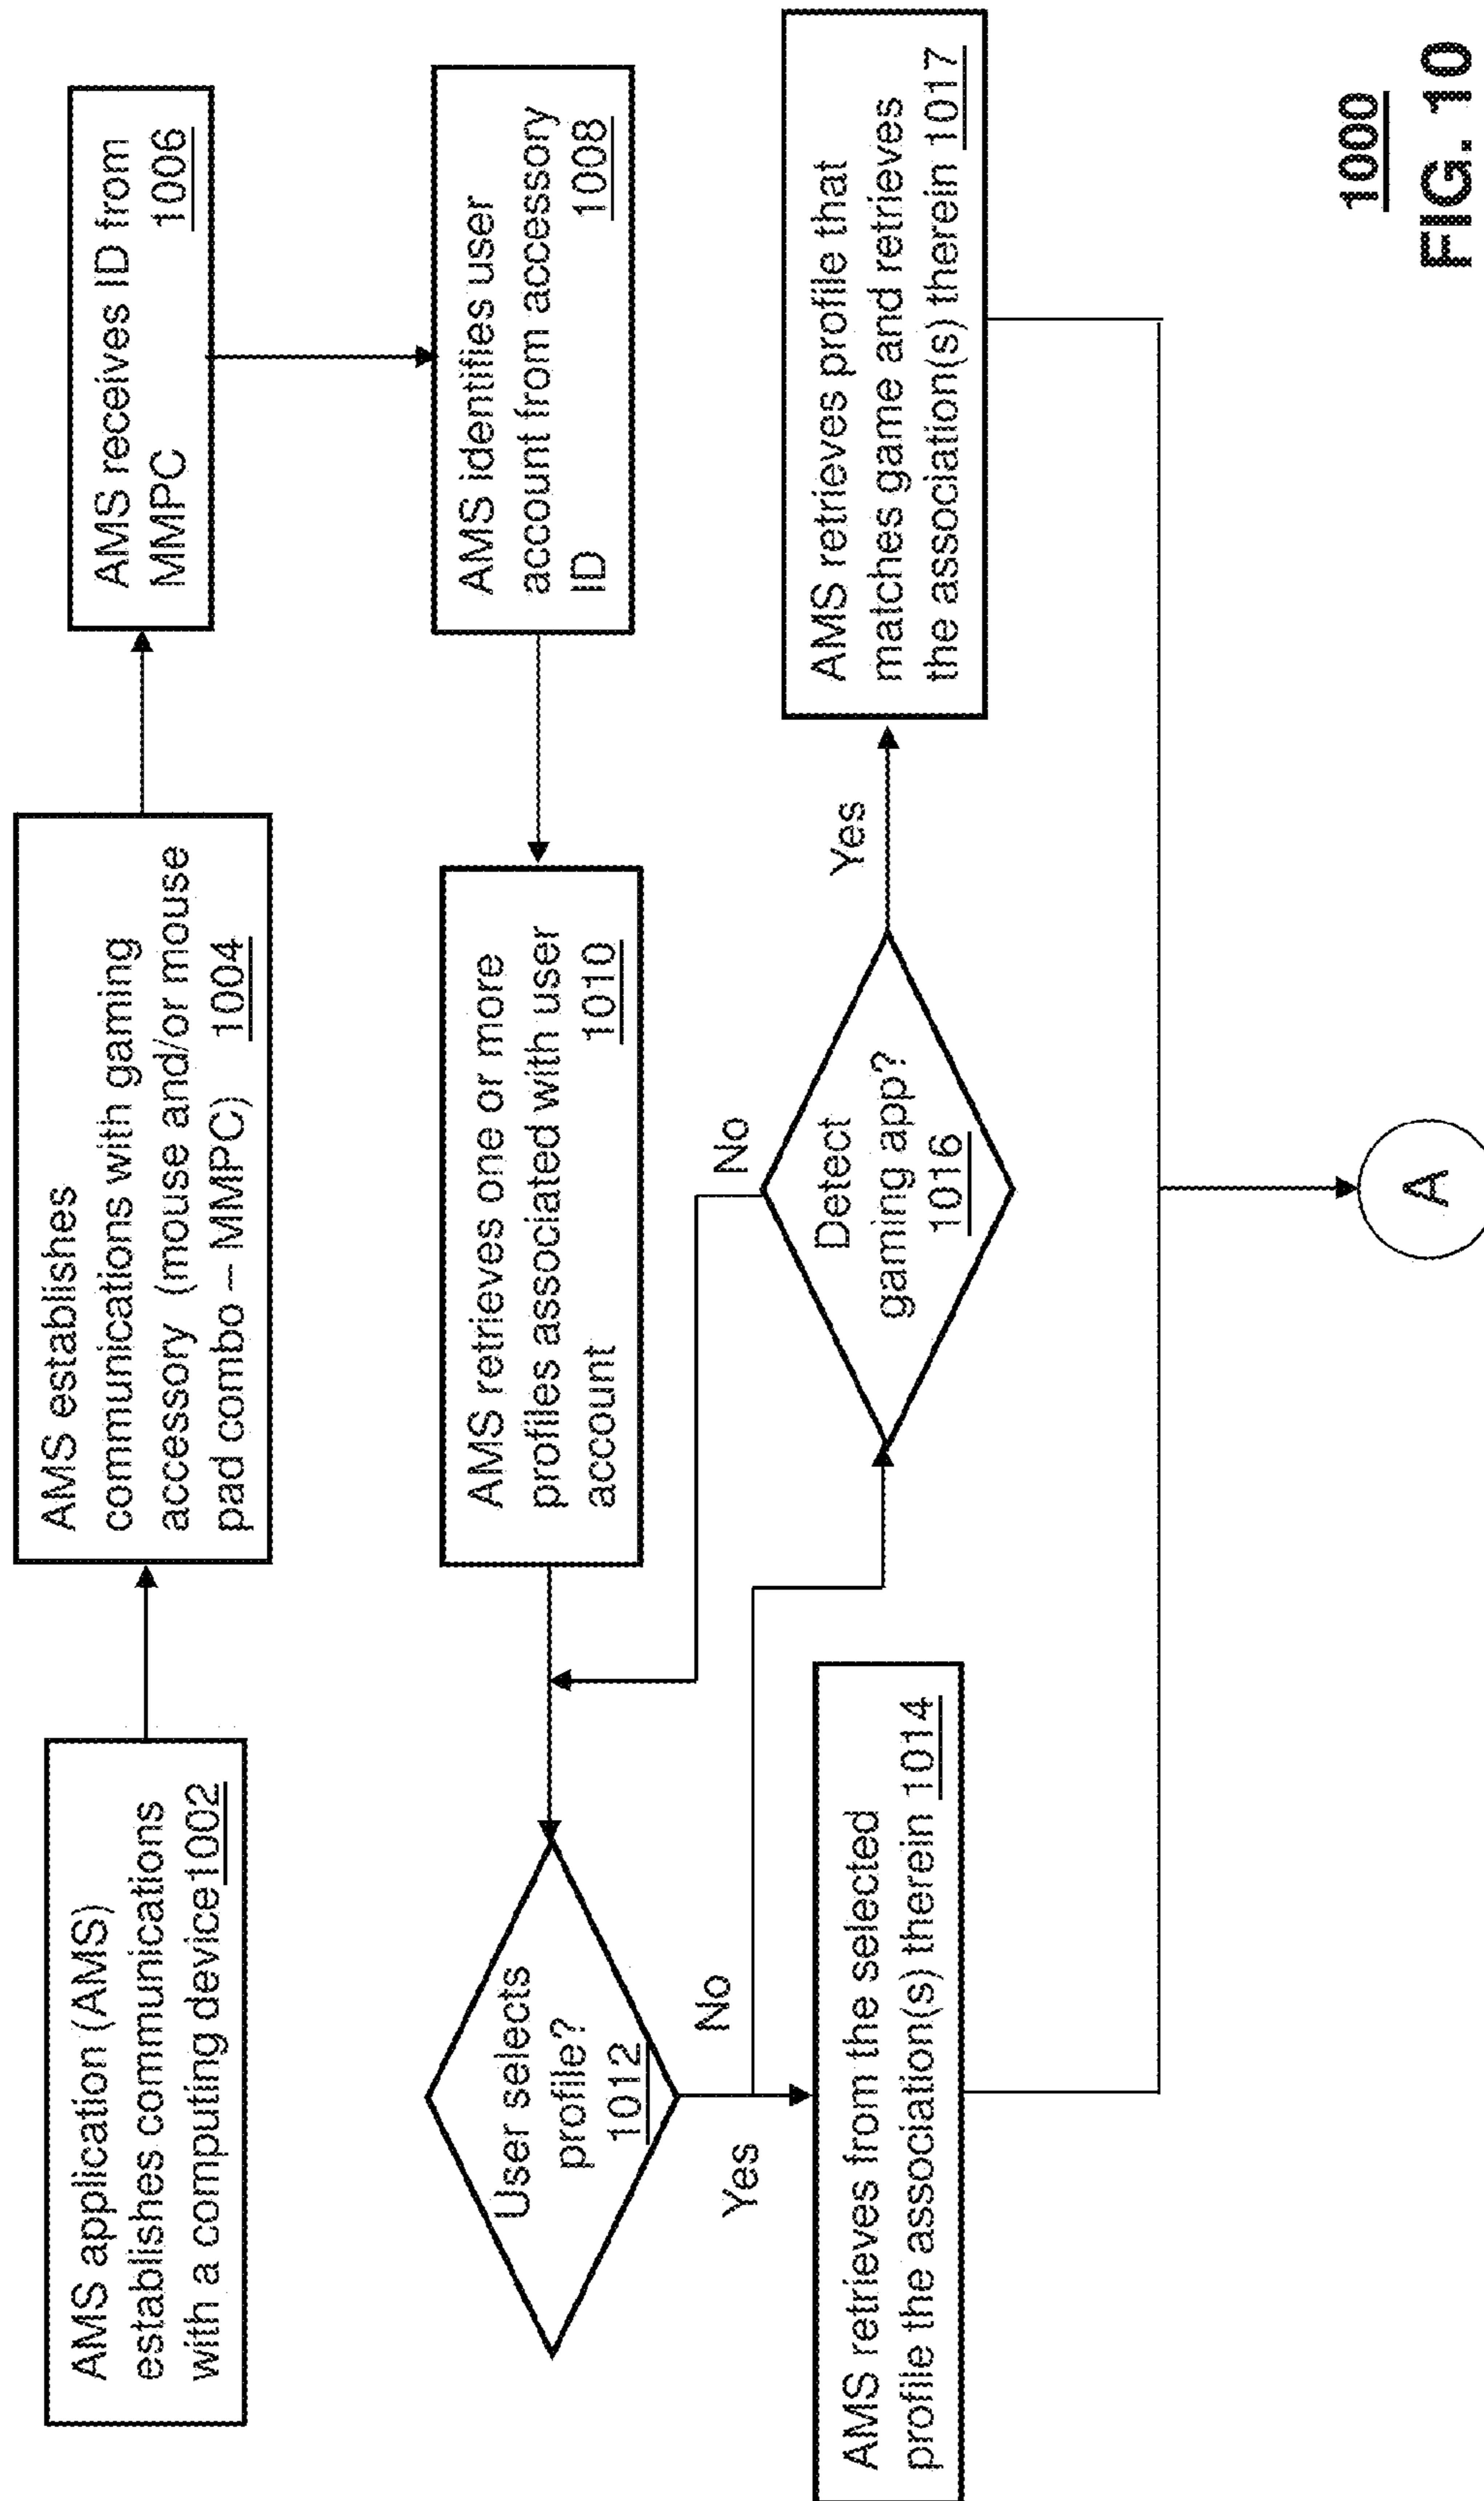 AMS application (AMS)
establishes communications
with a computing device1002
AMS establishes
communications with gaming
accessory (mouse and/or mouse
pad combo – MMPC) 1004
AMS receives ID from
MMPC 1006
AMS identifies user
account from accessory
ID 1008
AMS retrieves one or more
profiles associated with user
account 1010
User selects
profile?
1012
No
Yes
AMS retrieves from the selected
profile the association(s) therein 1014
Detect
gaming app?
1016
No
Yes
AMS retrieves profile that
matches game and retrieves
the association(s) therein 1017
A
1000
FIG. 10